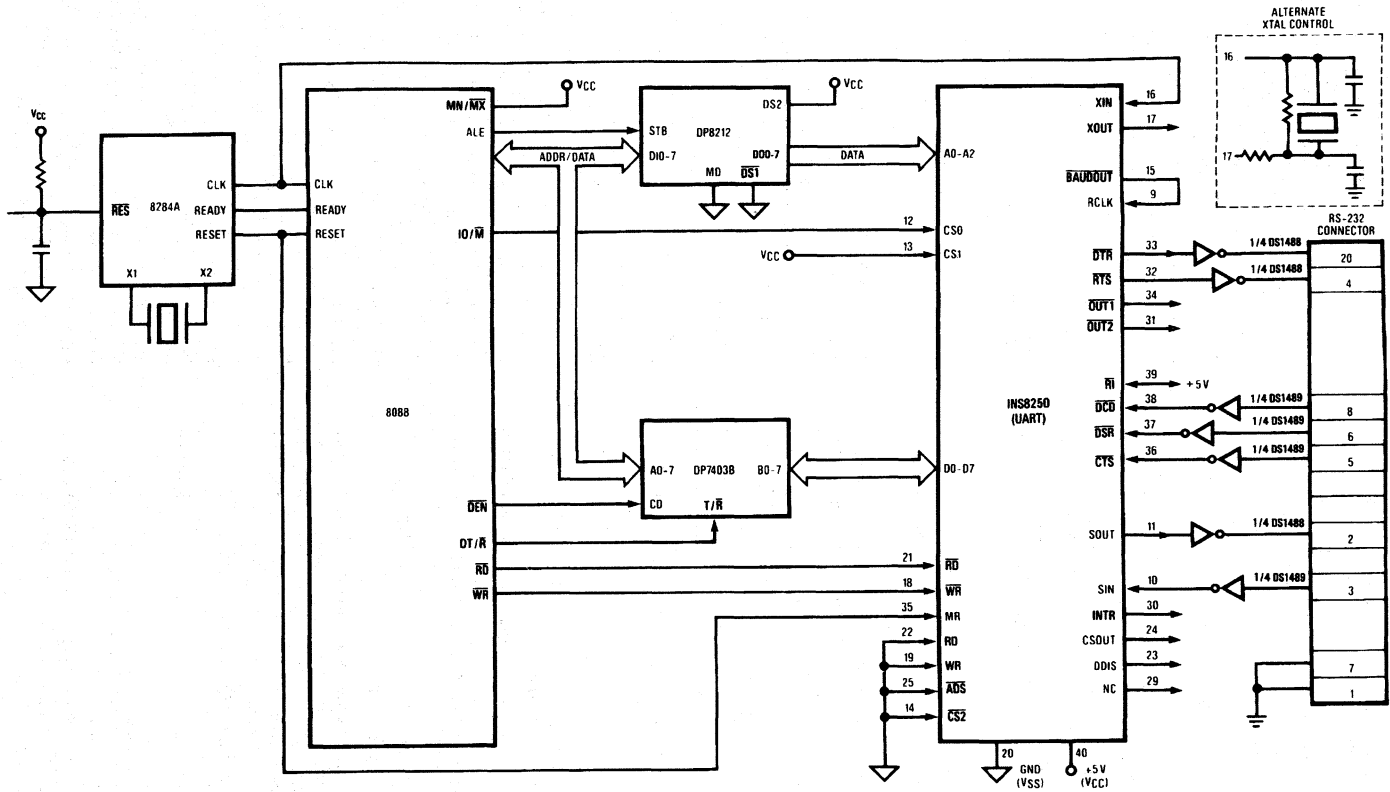 ALTERNATE
XTAL CONTROL
16
17
VCC
RES
8284A
CLK
READY
RESET
X1
X2
CLK
READY
RESET
8088
MN/MX
ALE
IO/M
DEN
DT/R
RD
WR
VCC
ADDR/DATA
STB
DP8212
DS2
DI0-7
DO0-7
MD
DS1
VCC
DATA
A0-7
DP7403B
B0-7
CD
T/R
VCC
12
13
21
18
35
22
19
25
14
A0-A2
CS0
CS1
D0-D7
RD
WR
MR
RD
WR
ADS
CS2
INS8250
(UART)
XIN 16
XOUT 17
BAUDOUT 15
RCLK 9
DTR 33
RTS 32
OUT1 34
OUT2 31
RI 39 +5V
DCD 38
DSR 37
CTS 36
SOUT 11
SIN 10
INTR 30
CSOUT 24
DDIS 23
NC 29
20
GND
(VSS)
40
+5V
(VCC)
RS-232
CONNECTOR
1/4 DS1488 20
1/4 DS1488 4
1/4 DS1489 8
1/4 DS1489 6
1/4 DS1489 5
1/4 DS1488 2
1/4 DS1489 3
7
1